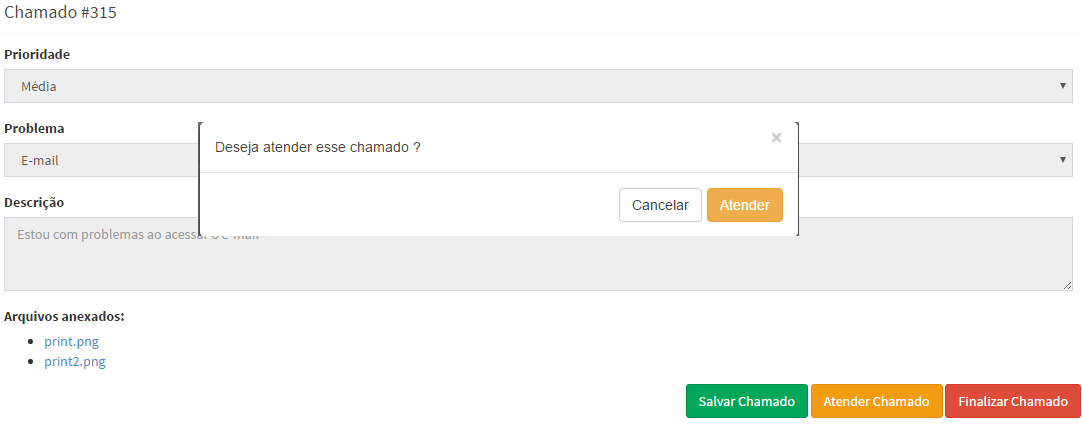 Chamado #315
Prioridade
Média
Problema
E-mail
Deseja atender esse chamado ?
×
Cancelar
Atender
Descrição
Estou com problemas ao acessar o e-mail
Arquivos anexados:
print.png
print2.png
Salvar Chamado
Atender Chamado
Finalizar Chamado